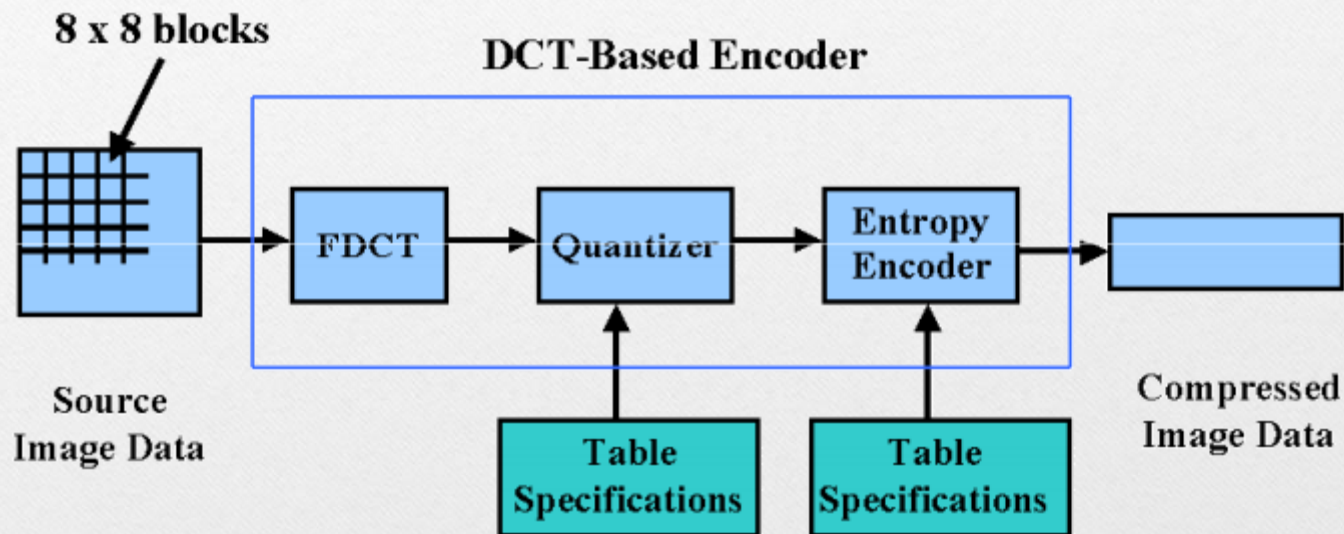 8 x 8 blocks
DCT-Based Encoder
FDCT
Quantizer
Entropy
Encoder
Source
Image Data
Table
Specifications
Table
Specifications
Compressed
Image Data